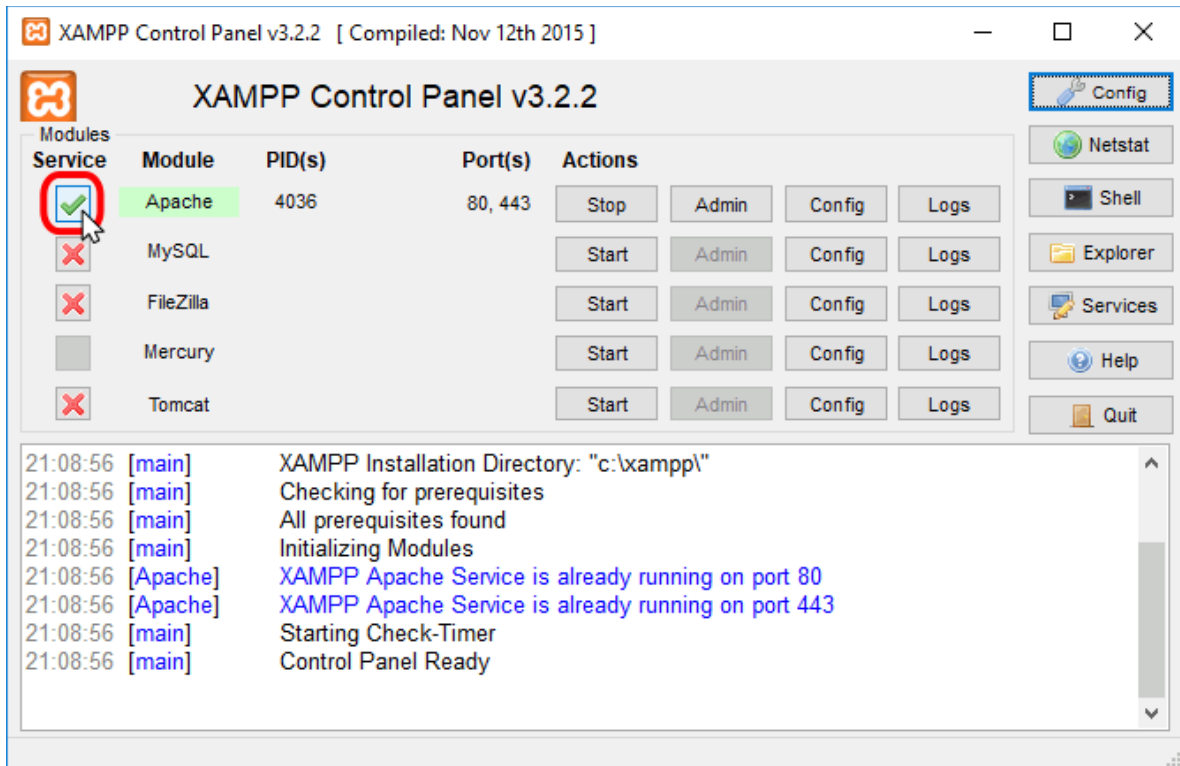 XAMPP Control Panel v3.2.2 [ Compiled: Nov 12th 2015 ]
XAMPP Control Panel v3.2.2
Config
Modules
Service Module PID(s) Port(s) Actions
Netstat
Apache 4036 80, 443 Stop Admin Config Logs
Shell
MySQL Start Admin Config Logs
Explorer
FileZilla Start Admin Config Logs
Services
Mercury Start Admin Config Logs
Help
Tomcat Start Admin Config Logs
Quit
21:08:56 [main] XAMPP Installation Directory: "c:\xampp\"
21:08:56 [main] Checking for prerequisites
21:08:56 [main] All prerequisites found
21:08:56 [main] Initializing Modules
21:08:56 [Apache] XAMPP Apache Service is already running on port 80
21:08:56 [Apache] XAMPP Apache Service is already running on port 443
21:08:56 [main] Starting Check-Timer
21:08:56 [main] Control Panel Ready